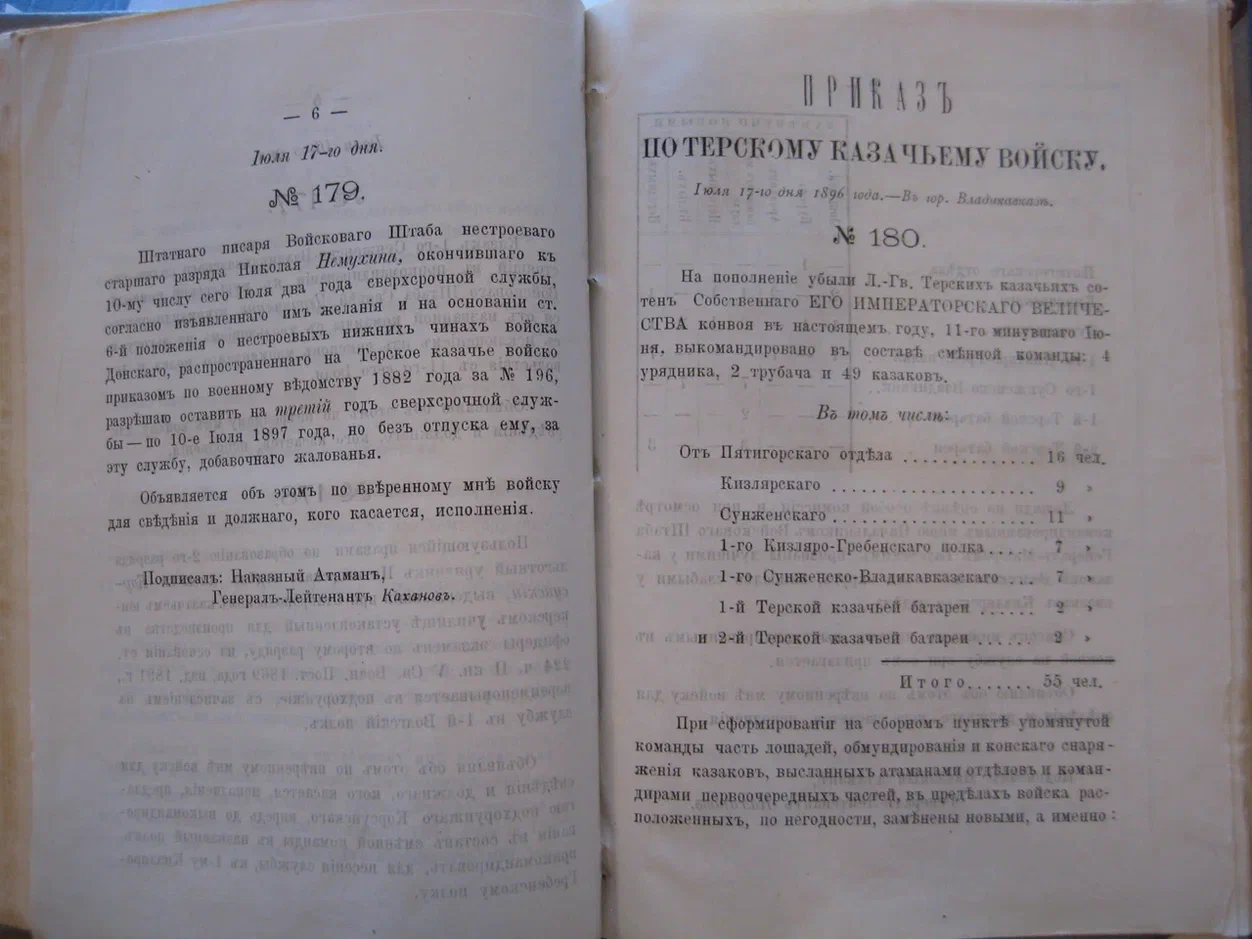 — 6 —
Іюля 17-го дня.
№ 179.
Штатнаго писаря Войсковаго Штаба нестроеваго
старшаго разряда Николая Немухина, окончившаго къ
10-му числу сего Іюля два года сверхсрочной службы,
согласно изъявленнаго имъ желанія и на основаніи ст.
6-й положенія о нестроевыхъ нижнихъ чинахъ войска
Донскаго, распространеннаго на Терское казачье войско
приказомъ по военному вѣдомству 1882 года за № 196,
разрѣшаю оставить на третій годъ сверхсрочной служ-
бы—по 10-е Іюля 1897 года, но безъ отпуска ему, за
эту службу, добавочнаго жалованья.
Объявляется объ этомъ по ввѣренному мнѣ войску
для свѣдѣнія и должнаго, кого касается, исполненія.
Подписалъ: Наказный Атаманъ,
Генералъ-Лейтенантъ Кахановъ.
ПРИКАЗЪ
ПО ТЕРСКОМУ КАЗАЧЬЕМУ ВОЙСКУ.
Іюля 17-го дня 1896 года.—Въ гор. Владикавказѣ.
№ 180.
На пополненіе убыли Л.-Гв. Терскихъ казачьихъ со-
тенъ Собственнаго ЕГО ИМПЕРАТОРСКАГО ВЕЛИЧЕ-
СТВА конвоя въ настоящемъ году, 11-го минувшаго Ію-
ня, выкомандировано въ составѣ смѣнной команды: 4
урядника, 2 трубача и 49 казаковъ.
Въ томъ числѣ:
Отъ Пятигорскаго отдѣла ............. 16 чел.
Кизлярскаго .................... 9 »
Сунженскаго .................... 11 »
1-го Кизляро-Гребенскаго полка..... 7 »
1-го Сунженско-Владикавказскаго ... 7 »
1-й Терской казачьей батареи ...... 2 »
и 2-й Терской казачьей батареи ...... 2 »
Итого....... 55 чел.
При сформированіи на сборномъ пунктѣ упомянутой
команды часть лошадей, обмундированія и конскаго снаря-
женія казаковъ, высланныхъ атаманами отдѣловъ и коман-
дирами первоочередныхъ частей, въ предѣлахъ войска рас-
положенныхъ, по негодности, замѣнены новыми, а именно: